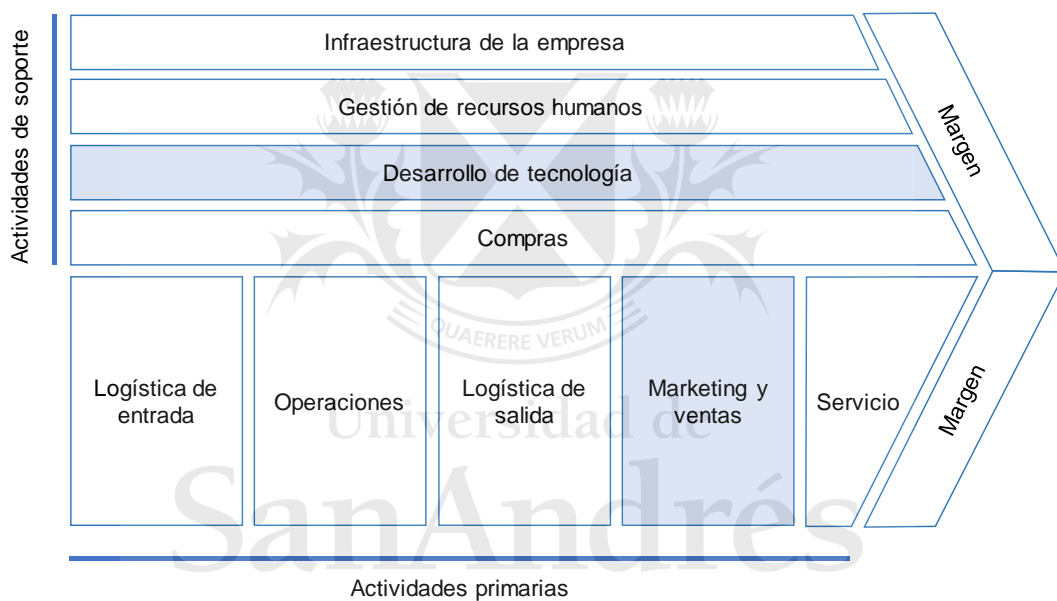 Actividades de soporte
Infraestructura de la empresa
Gestión de recursos humanos
Desarrollo de tecnología
Compras
Margen
Logística de
entrada
Operaciones
Logística de
salida
Marketing y
ventas
Servicio
Margen
Actividades primarias
QUAERERE VERUM
Universidad de
SanAndrés